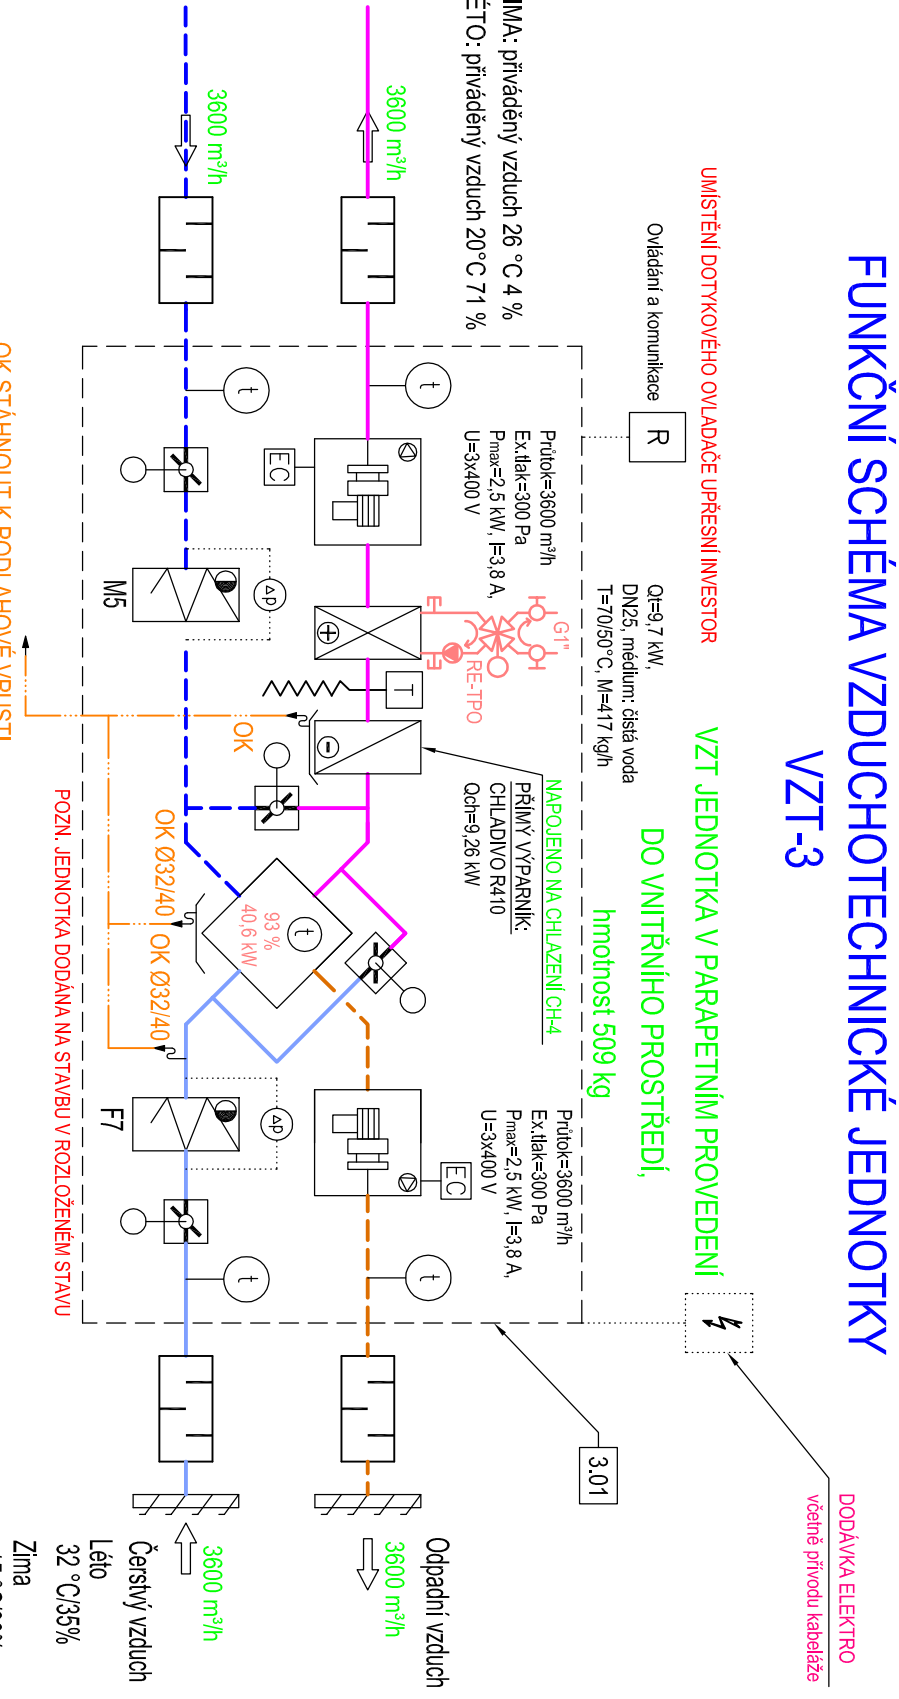 FUNKČNÍ SCHÉMA VZDUCHOTECHNICKÉ JEDNOTKY
VZT-3
DODÁVKA ELEKTRO
včetně přívodu kabeláže
UMÍSTĚNÍ DOTYKOVÉHO OVLADAČE UPŘESNÍ INVESTOR
VZT JEDNOTKA V PARAPETNÍM PROVEDENÍ
DO VNITŘNÍHO PROSTŘEDÍ,
hmotnost 509 kg
Ovládání a komunikace
R
Qt=9,7 kW,
DN25, médium: čistá voda
T=70/50°C, M=417 kg/h
3.01
NAPOJENO NA CHLAZENÍ CH-4
PŘÍMÝ VÝPARNÍK:
CHLADIVO R410
Qch=9,26 kW
Průtok=3600 m³/h
Ex.tlak=300 Pa
Pmax=2,5 kW, I=3,8 A,
U=3x400 V
Průtok=3600 m³/h
Ex.tlak=300 Pa
Pmax=2,5 kW, I=3,8 A,
U=3x400 V
G1"
RE-TPO
přiváděný vzduch 26 °C 4 %
přiváděný vzduch 20°C 71 %
3600 m³/h
t
EC
T
EC
t
Odpadní vzduch
3600 m³/h
3600 m³/h
t
Δp
M5
OK
t
93 %
40,6 kW
OK Ø32/40
OK Ø32/40
Δp
F7
t
3600 m³/h
Čerstvý vzduch
Léto
32 °C/35%
Zima
POZN. JEDNOTKA DODÁNA NA STAVBU V ROZLOŽENÉM STAVU
OK STÁHNOUT K PODLAHOVÉ VPUSTI